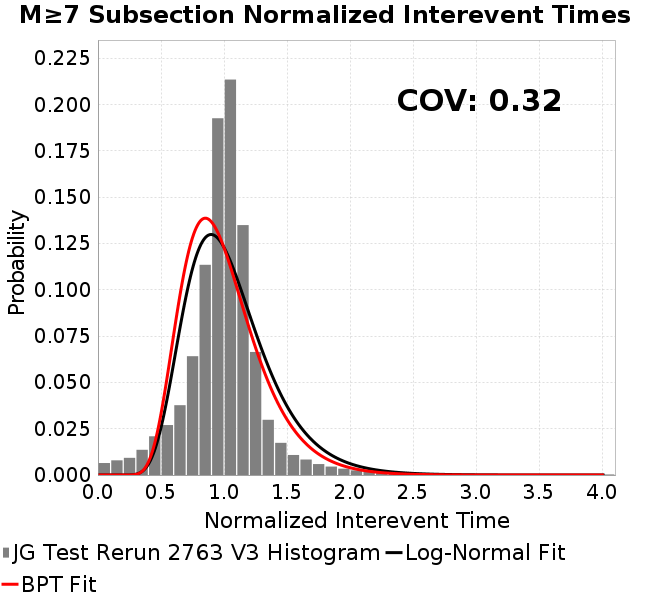 M≥7 Subsection Normalized Interevent Times
COV: 0.32
Probability
0.225
0.200
0.175
0.150
0.125
0.100
0.075
0.050
0.025
0.000
0.0 0.5 1.0 1.5 2.0 2.5 3.0 3.5 4.0
Normalized Interevent Time
JG Test Rerun 2763 V3 Histogram Log-Normal Fit
BPT Fit